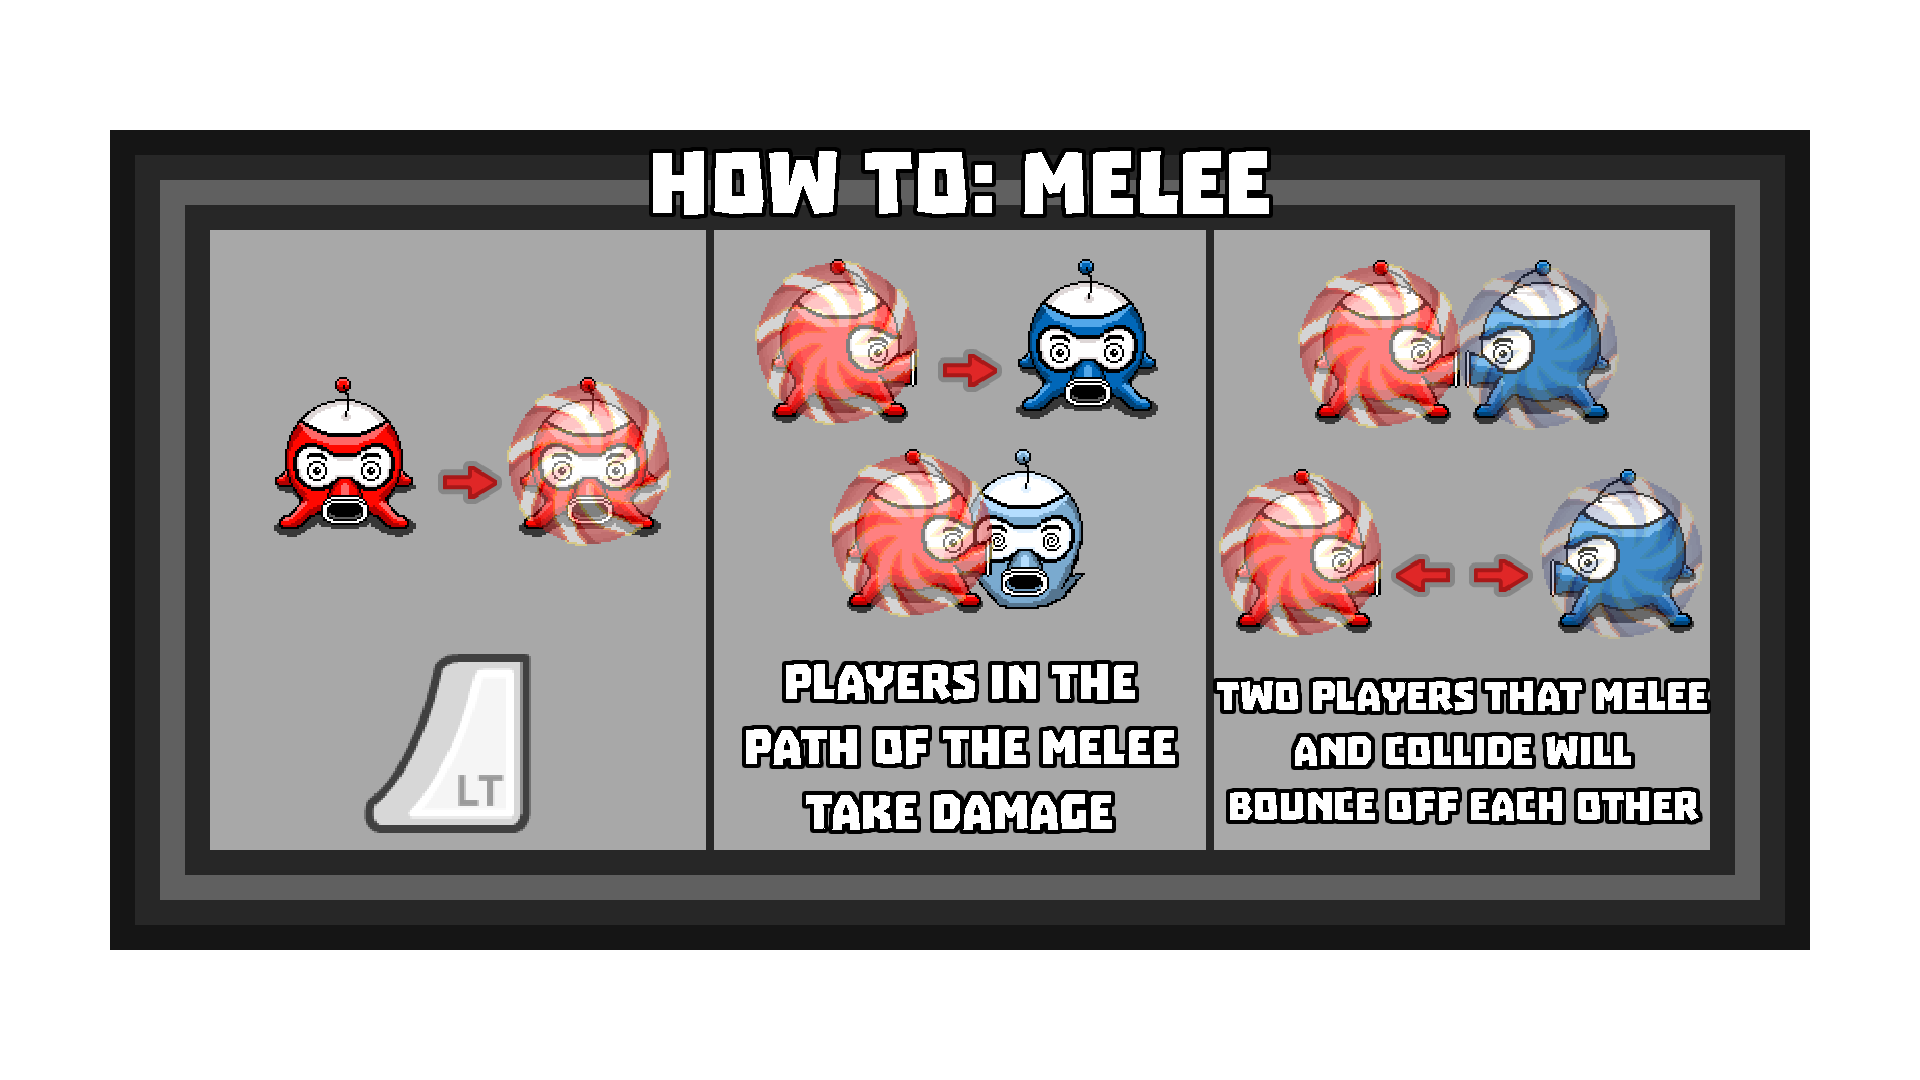 HOW TO: MELEE
LT
PLAYERS IN THE
PATH OF THE MELEE
TAKE DAMAGE
TWO PLAYERS THAT MELEE
AND COLLIDE WILL
BOUNCE OFF EACH OTHER